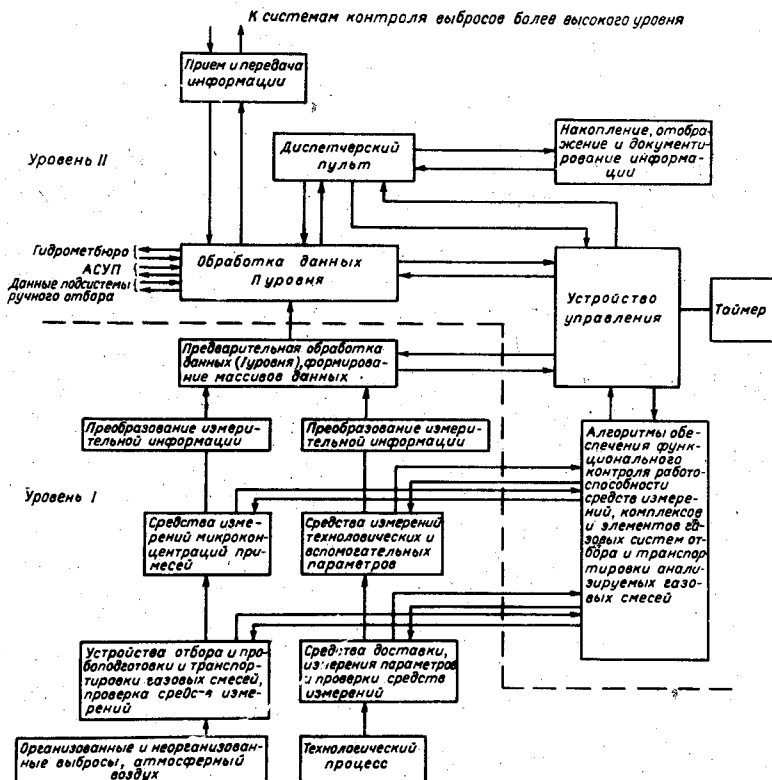 К системам контроля выбросов более высокого уровня
Прием и передача
информации
Уровень II
Диспетчерский
пульт
Накопление, отобра-
жение и документи-
рование информа-
ции
Гидрометбюро
АСУП
Данные подсистемы
ручного отбора
Обработка данных
II уровня
Устройство
управления
Таймер
Предварительная обработка
данных (I уровня), формирова-
ние массивов данных
Преобразование измери-
тельной информации
Преобразование измери-
тельной информации
Уровень I
Средства изме-
рений микрокон-
центраций при-
месей
Средства измерений
технологических и
вспомогательных
параметров
Алгоритмы обе-
спечения функ-
ционального
контроля работо-
способности
средств измере-
ний, комплексов
и элементов га-
зовых систем от-
бора и транспор-
тировки анали-
зируемых газо-
вых смесей
Устройства отбора и про-
боподготовки и транспор-
тировки газовых смесей,
проверка средств изме-
рений
Средства доставки,
измерения параметров
и проверки средств
измерений
Организованные и неорганизован-
ные выбросы, атмосферный
воздух
Технологический
процесс